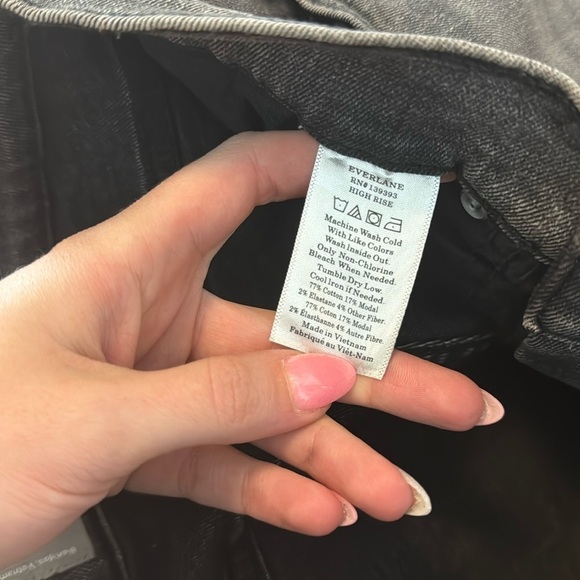 EVERLANE
RN# 139393
HIGH RISE
Machine Wash Cold
With Like Colors
Wash Inside Out.
Only Non-Chlorine
Bleach When Needed.
Tumble Dry Low.
Cool Iron if Needed.
77% Cotton 17% Modal
2% Elastane 4% Other Fiber.
77% Coton 17% Modal
2% Élasthanne 4% Autre Fibre.
Made in Vietnam
Fabriqué au Viêt-Nam